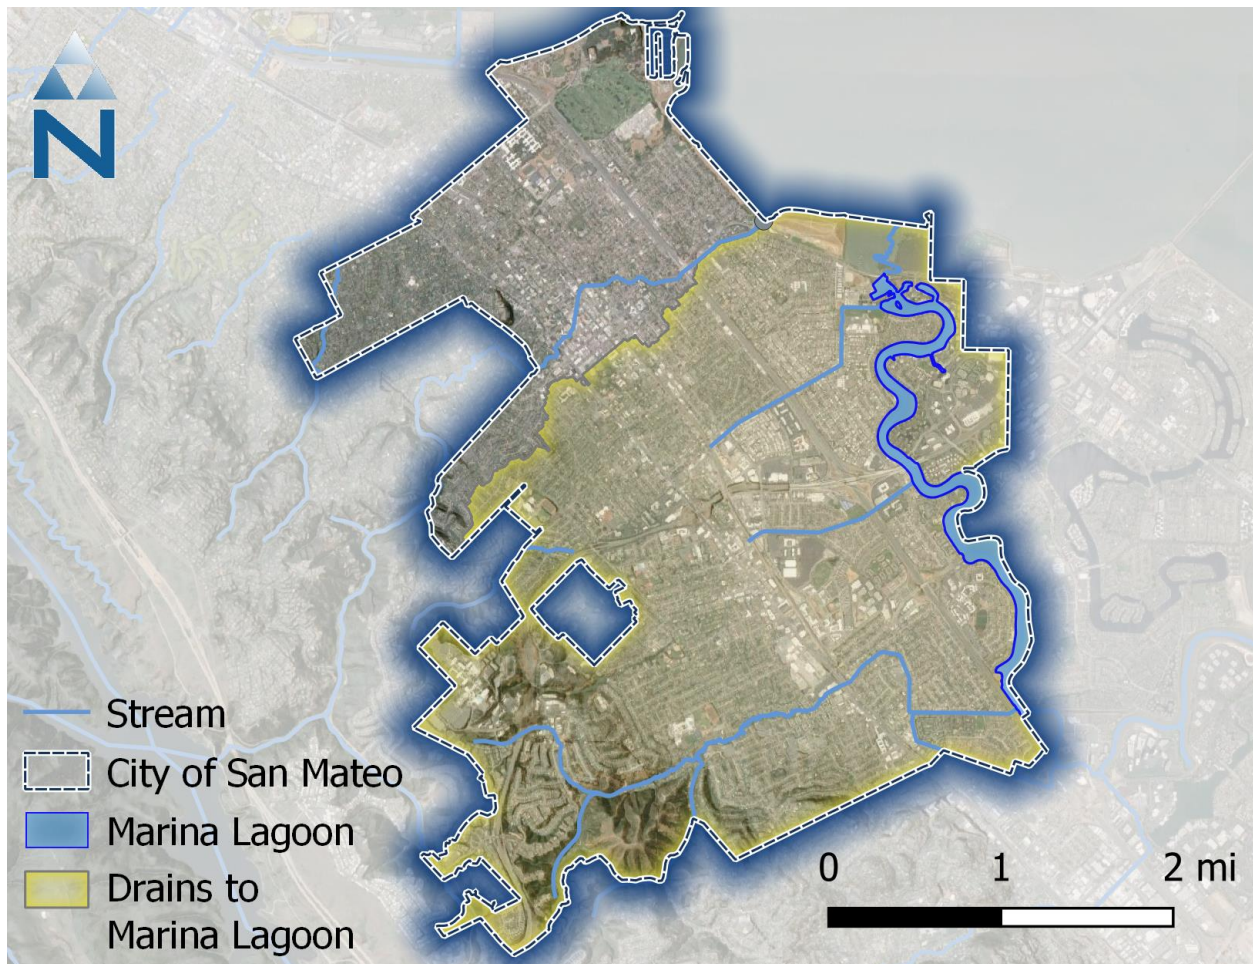 N
Stream
City of San Mateo
Marina Lagoon
Drains to
Marina Lagoon
0 1 2 mi